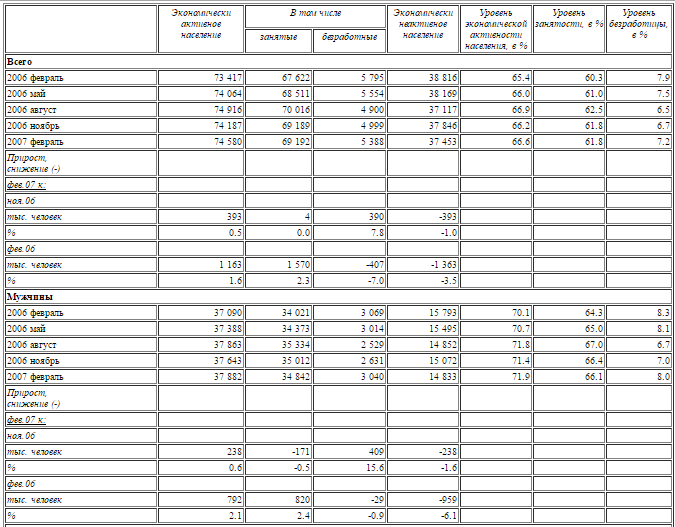 Экономически активное население | В том числе | Экономически неактивное население | Уровень экономической активности населения, в % | Уровень занятости, в % | Уровень безработицы, в %
занятые | безработные
Всего
2006 февраль 73 417 67 622 5 795 38 816 65.4 60.3 7.9
2006 май 74 064 68 511 5 554 38 169 66.0 61.0 7.5
2006 август 74 916 70 016 4 900 37 117 66.9 62.5 6.5
2006 ноябрь 74 187 69 189 4 999 37 846 66.2 61.8 6.7
2007 февраль 74 580 69 192 5 388 37 453 66.6 61.8 7.2
Прирост,
снижение (-)
фев.07 к:
ноя.06
тыс. человек 393 4 390 -393
% 0.5 0.0 7.8 -1.0
фев.06
тыс. человек 1 163 1 570 -407 -1 363
% 1.6 2.3 -7.0 -3.5
Мужчины
2006 февраль 37 090 34 021 3 069 15 793 70.1 64.3 8.3
2006 май 37 388 34 373 3 014 15 495 70.7 65.0 8.1
2006 август 37 863 35 334 2 529 14 852 71.8 67.0 6.7
2006 ноябрь 37 643 35 012 2 631 15 072 71.4 66.4 7.0
2007 февраль 37 882 34 842 3 040 14 833 71.9 66.1 8.0
Прирост,
снижение (-)
фев.07 к:
ноя.06
тыс. человек 238 -171 409 -238
% 0.6 -0.5 15.6 -1.6
фев.06
тыс. человек 792 820 -29 -959
% 2.1 2.4 -0.9 -6.1